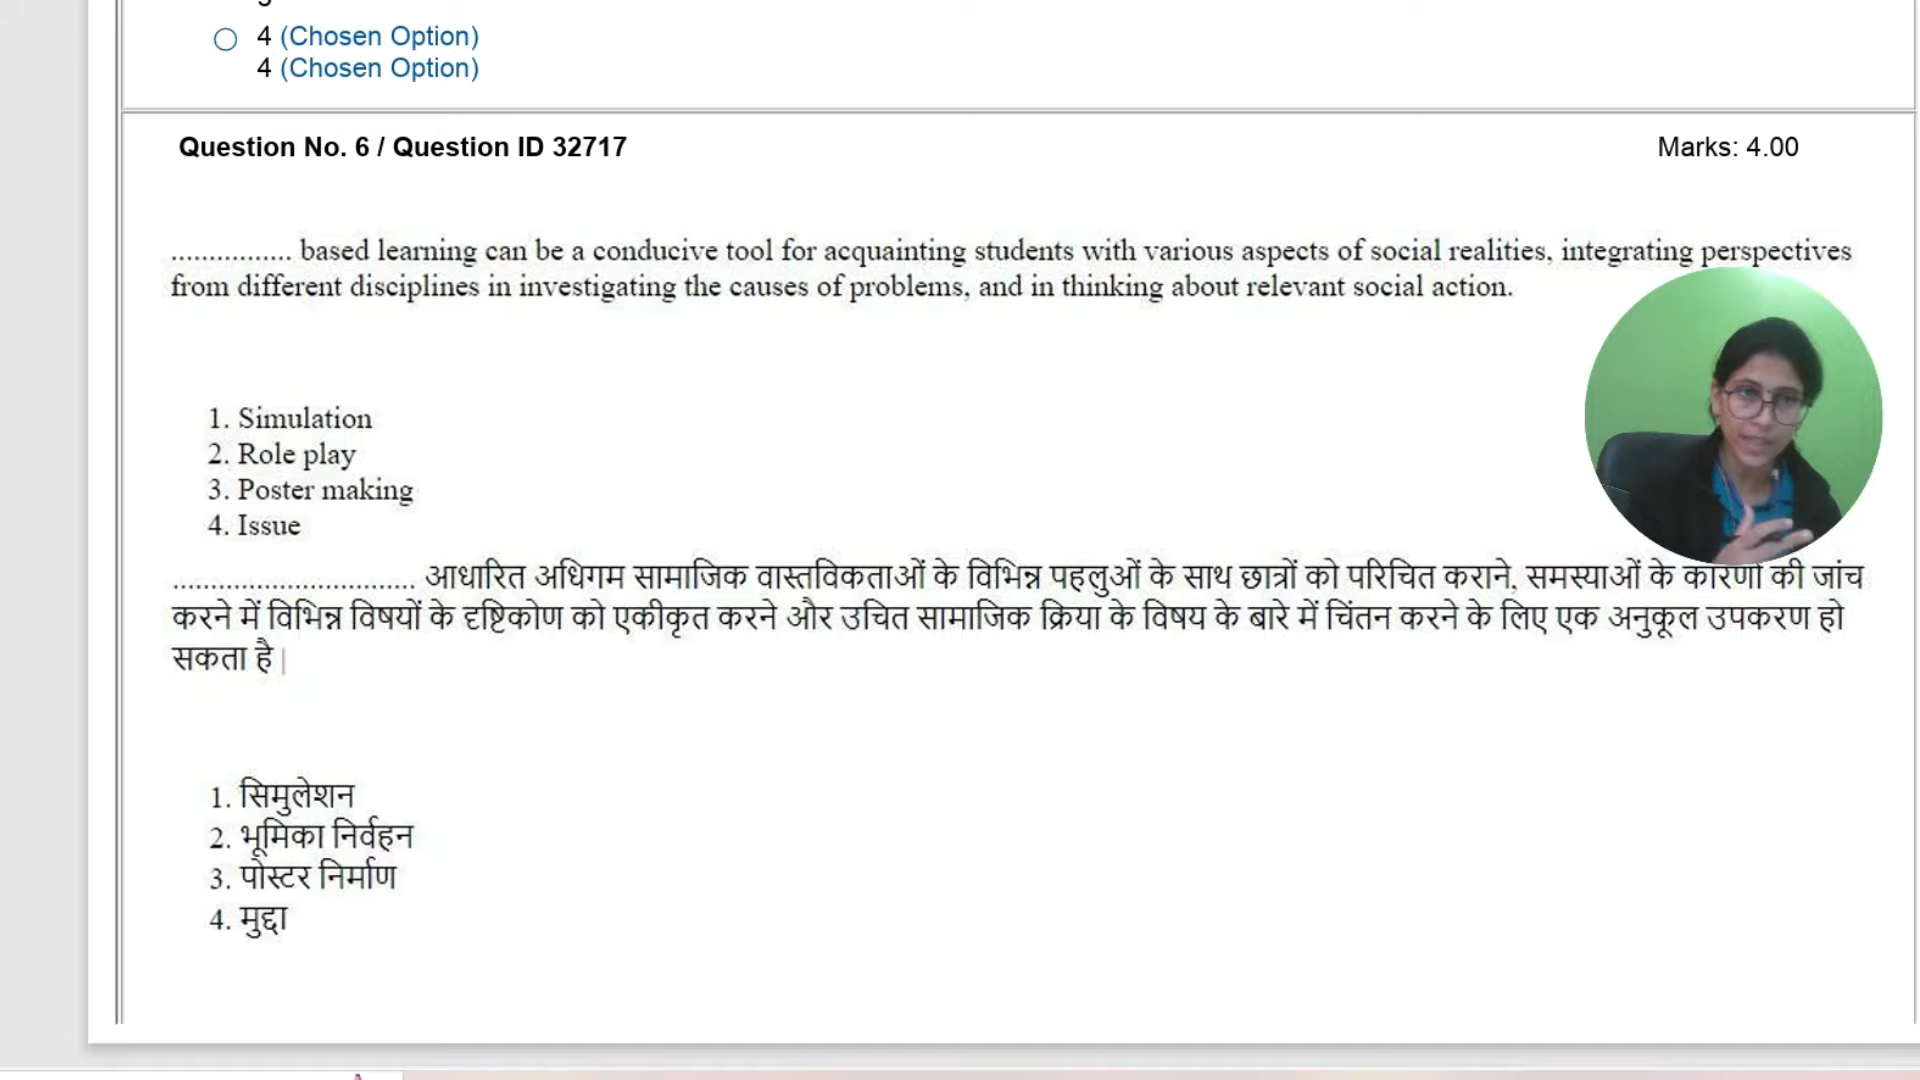 4 (Chosen Option)
4 (Chosen Option)
Question No. 6 / Question ID 32717
Marks: 4.00
................ based learning can be a conducive tool for acquainting students with various aspects of social realities, integrating perspectives
from different disciplines in investigating the causes of problems, and in thinking about relevant social action.
1. Simulation
2. Role play
3. Poster making
4. Issue
................................ आधारित अधिगम सामाजिक वास्तविकताओं के विभिन्न पहलुओं के साथ छात्रों को परिचित कराने, समस्याओं के कारणों की जांच
करने में विभिन्न विषयों के दृष्टिकोण को एकीकृत करने और उचित सामाजिक क्रिया के विषय के बारे में चिंतन करने के लिए एक अनुकूल उपकरण हो
सकता है |
1. सिमुलेशन
2. भूमिका निर्वहन
3. पोस्टर निर्माण
4. मुद्दा